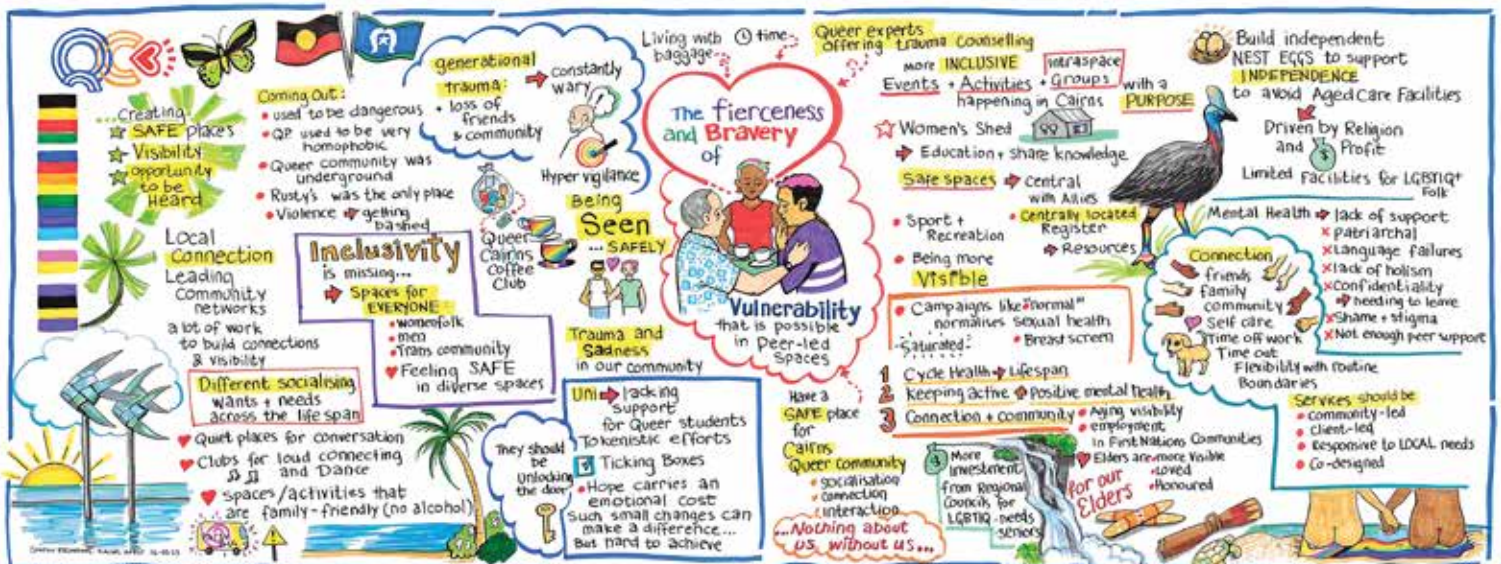 Creating
SAFE places
Visibility
opportunity
to be
Heard
Coming Out:
used to be dangerous
QP used to be very
homophobic
Queer community was
underground
Rusty's was the only place
Violence
getting
bashed
generational
trauma:
+ loss of
friends
& community
constantly
wary
Hyper vigilance
Local
Connection
Leading
Community
networks
a lot of work
to build connections
& visibility
Different socialising
wants + needs
across the lifespan
Quiet places for conversation
Clubs for loud connecting
and Dance
Spaces/activities that
are family-friendly (no alcohol)
Inclusivity
is missing...
Spaces for
EVERYONE
womenfolk
men
Trans community
Feeling SAFE
in diverse spaces
Queer
Cairns
Coffee
Club
Being
Seen
... SAFELY
Trauma and
Sadness
in our community
They should
be
Unlocking
the door
Uni
lacking
support
for Queer students
Tokenistic efforts
Ticking Boxes
Hope carries an
emotional cost
Such small changes can
make a difference...
But hard to achieve
Living with
baggage
time
The fierceness
and Bravery
of
Vulnerability
that is possible
in Peer-led
Spaces
Have a
SAFE place
for
Cairns
Queer community
socialisation
connection
interaction
...Nothing about
us without us...
Queer experts
offering trauma counselling
more INCLUSIVE
intraspace
Events + Activities + Groups
with a
PURPOSE
happening in Cairns
Women's Shed
Education + share knowledge
Safe spaces
Central
with Allies
Centrally located
Register
Resources
Sport +
Recreation
Being more
Visible
Campaigns like "normal"
normalises sexual health
"Saturated"
Breast screen
1 Cycle Health Lifespan
2 Keeping active Positive mental health
3 Connection + community
Aging visibility
employment
in First Nations Communities
Elders are more visible
Loved
Honoured
for our
Elders
More
Investment
from Regional
Councils for
LGBTIQ+ needs
seniors
Build independent
NEST EGGS to support
INDEPENDENCE
to avoid Aged Care Facilities
Driven by Religion
and Profit
Limited Facilities for LGBTIQ+
Folk
Mental Health
lack of support
patriarchal
Language failures
lack of holism
Confidentiality
needing to leave
Shame + stigma
Not enough peer support
Connection
friends
family
community
Self care
Time off work
Time out
Flexibility with routine
Boundaries
Services should be
community-led
client-led
Responsive to LOCAL needs
Co-designed